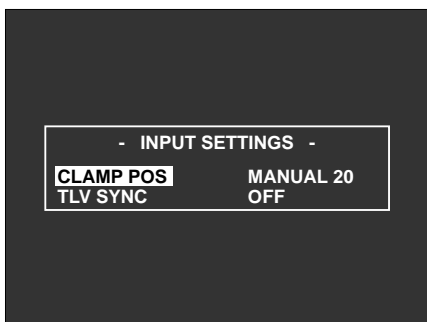 - INPUT SETTINGS -
CLAMP POS MANUAL 20
TLV SYNC OFF